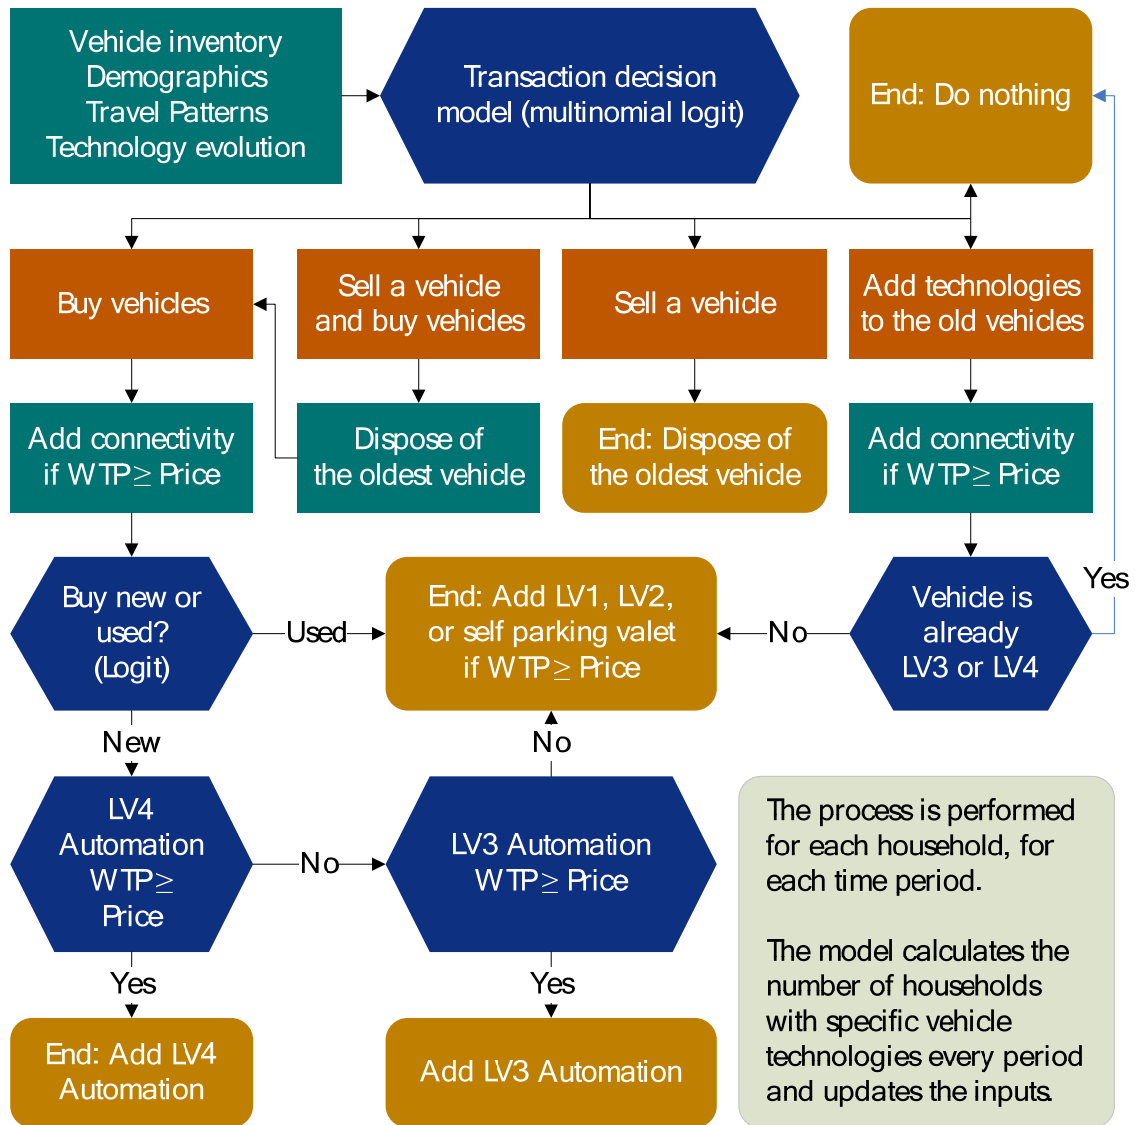 Vehicle inventory
Demographics
Travel Patterns
Technology evolution
Transaction decision
model (multinomial logit)
End: Do nothing
Buy vehicles
Sell a vehicle
and buy vehicles
Sell a vehicle
Add technologies
to the old vehicles
Add connectivity
if WTP≥ Price
Dispose of
the oldest vehicle
End: Dispose of
the oldest vehicle
Add connectivity
if WTP≥ Price
Buy new or
used?
(Logit)
Used
End: Add LV1, LV2,
or self parking valet
if WTP≥ Price
No
Vehicle is
already
LV3 or LV4
Yes
New
No
LV4
Automation
WTP≥
Price
No
LV3 Automation
WTP≥ Price
Yes
Yes
End: Add LV4
Automation
Add LV3 Automation
The process is performed
for each household, for
each time period.
The model calculates the
number of households
with specific vehicle
technologies every period
and updates the inputs.